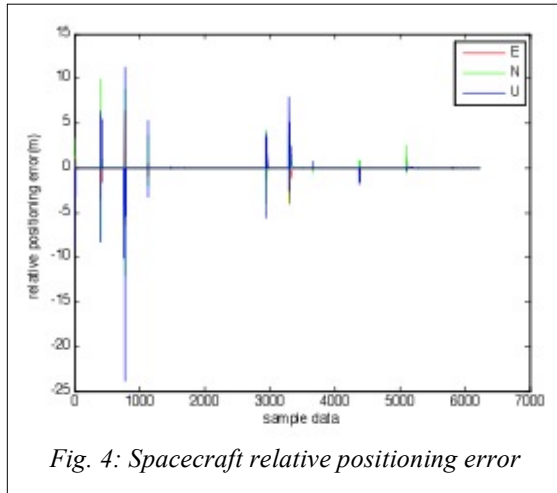 15
10
5
0
-5
-10
-15
-20
-25
relative positioning error(m)
E
N
U
0
1000
2000
3000
4000
5000
6000
7000
sample data
Fig. 4: Spacecraft relative positioning error